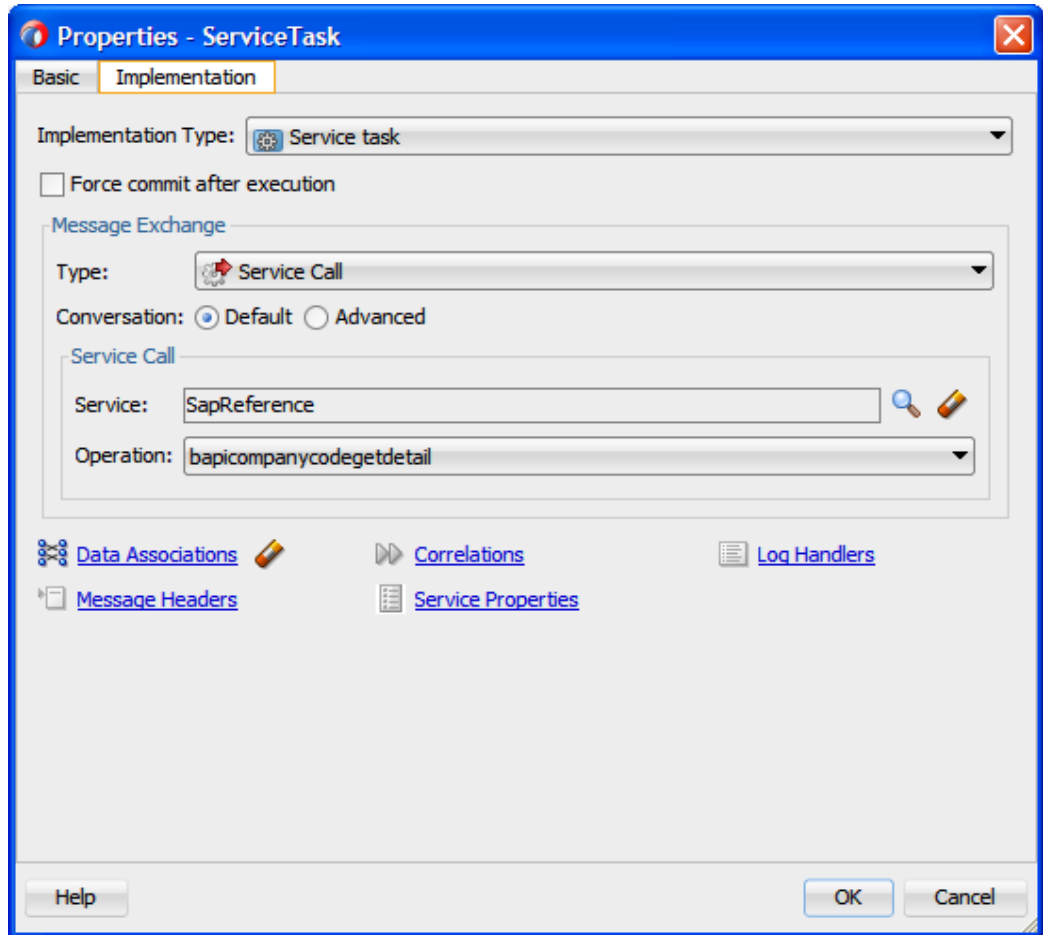 Properties - ServiceTask
Basic Implementation
Implementation Type: Service task
Force commit after execution
Message Exchange
Type: Service Call
Conversation: Default Advanced
Service Call
Service: SapReference
Operation: bapicompanycodegetdetail
Data Associations Correlations Log Handlers
Message Headers Service Properties
Help OK Cancel